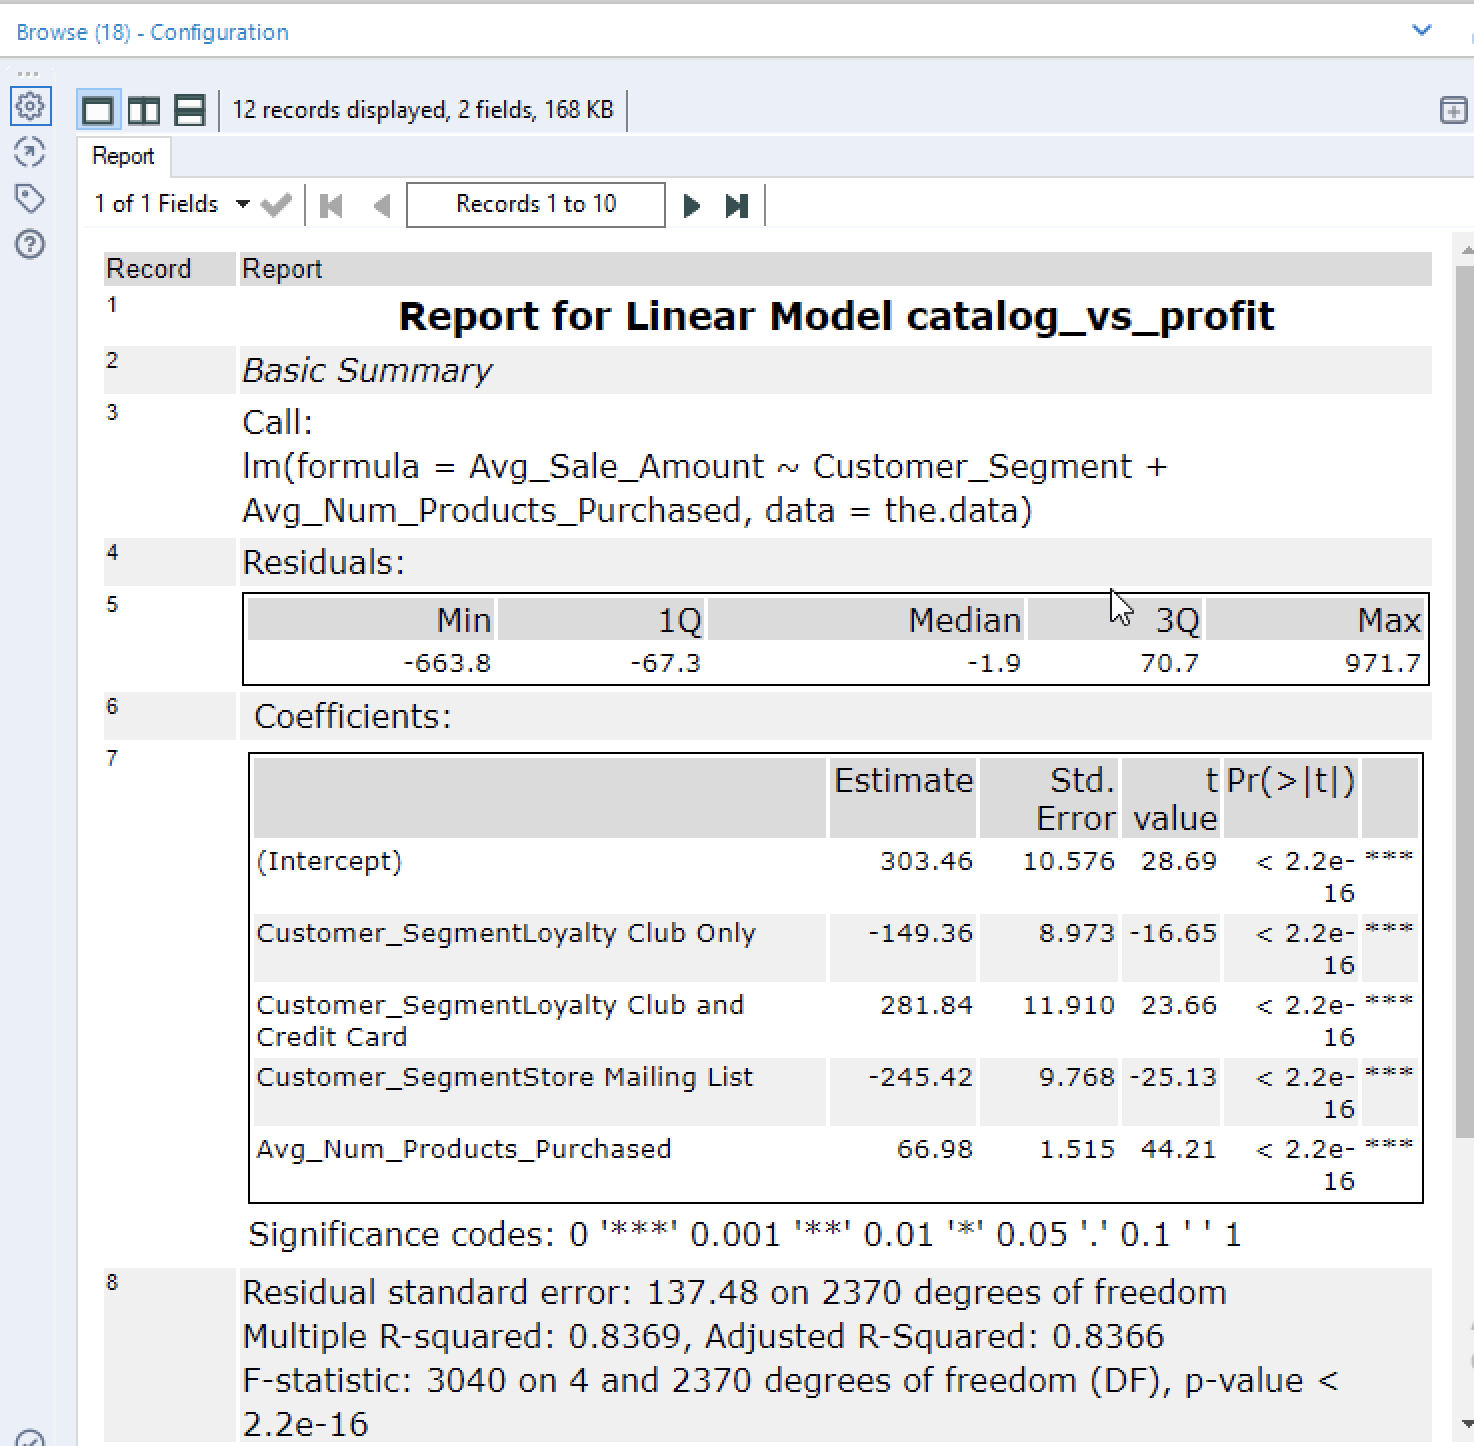 Browse (18) - Configuration
12 records displayed, 2 fields, 168 KB
Report
1 of 1 Fields
Records 1 to 10
Record Report
1 Report for Linear Model catalog_vs_profit
2 Basic Summary
3 Call:
lm(formula = Avg_Sale_Amount ~ Customer_Segment +
Avg_Num_Products_Purchased, data = the.data)
4 Residuals:
5 Min 1Q Median 3Q Max
-663.8 -67.3 -1.9 70.7 971.7
6 Coefficients:
7 Estimate Std. t Pr(>|t|)
Error value
(Intercept) 303.46 10.576 28.69 < 2.2e- ***
16
Customer_SegmentLoyalty Club Only -149.36 8.973 -16.65 < 2.2e- ***
16
Customer_SegmentLoyalty Club and 281.84 11.910 23.66 < 2.2e- ***
Credit Card 16
Customer_SegmentStore Mailing List -245.42 9.768 -25.13 < 2.2e- ***
16
Avg_Num_Products_Purchased 66.98 1.515 44.21 < 2.2e- ***
16
Significance codes: 0 '***' 0.001 '**' 0.01 '*' 0.05 '.' 0.1 ' ' 1
8 Residual standard error: 137.48 on 2370 degrees of freedom
Multiple R-squared: 0.8369, Adjusted R-Squared: 0.8366
F-statistic: 3040 on 4 and 2370 degrees of freedom (DF), p-value <
2.2e-16